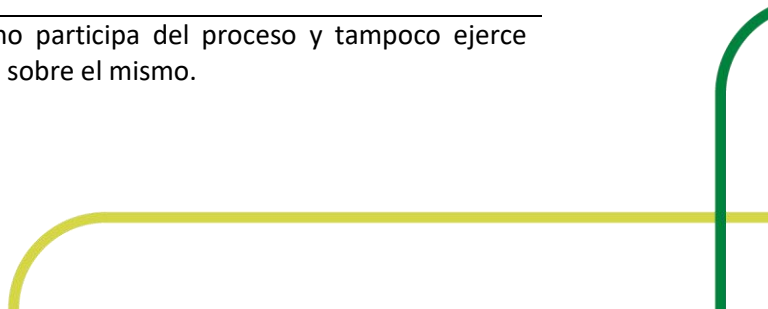 no participa del proceso y tampoco ejerce
sobre el mismo.